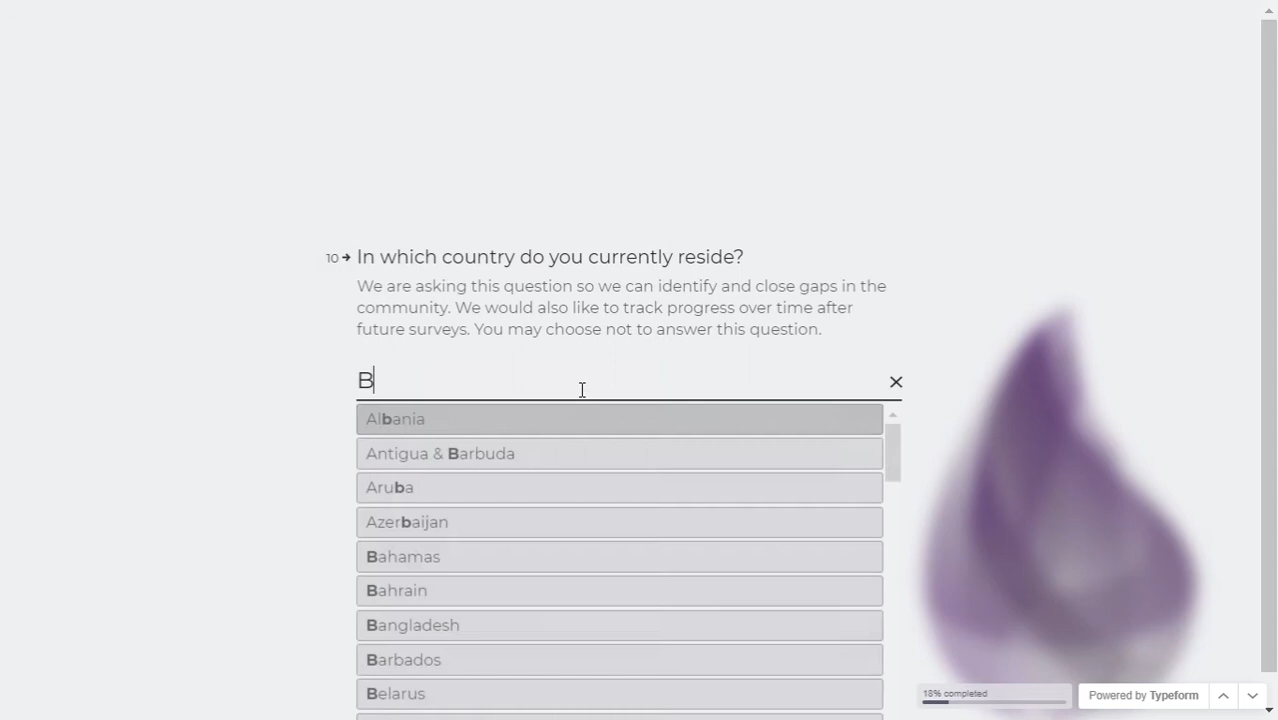 10 In which country do you currently reside?
We are asking this question so we can identify and close gaps in the
community. We would also like to track progress over time after
future surveys. You may choose not to answer this question.
B
Albania
Antigua & Barbuda
Aruba
Azerbaijan
Bahamas
Bahrain
Bangladesh
Barbados
Belarus
18% completed
Powered by Typeform